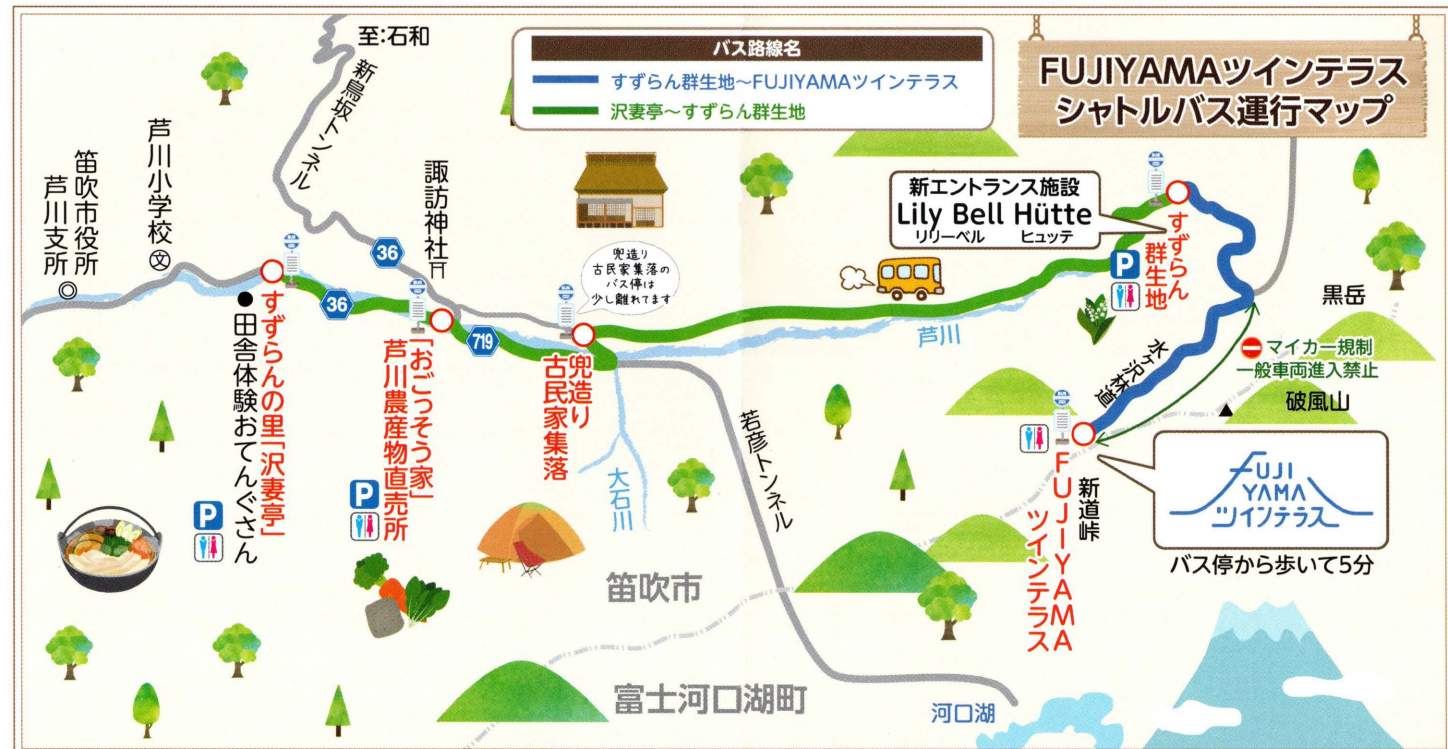 FUJIYAMAツインテラス
シャトルバス運行マップ
バス路線名
すずらん群生地~FUJIYAMAツインテラス
沢妻亭~すずらん群生地
至:石和
新鳥坂トンネル
笛吹市役所
芦川支所
芦川小学校
文
諏訪神社
36
36
719
すずらんの里「沢妻亭」
田舎体験おてんぐさん
P
「おごっそう家」
芦川農産物直売所
P
兜造り
古民家集落の
バス停は
少し離れてます
兜造り
古民家集落
大石川
若彦トンネル
芦川
新エントランス施設
Lily Bell Hütte
リリーベル ヒュッテ
すずらん
群生地
P
水ヶ沢林道
黒岳
マイカー規制
一般車両進入禁止
破風山
新道峠
FUJIYAMA
ツインテラス
FUJI
YAMA
ツインテラス
バス停から歩いて5分
笛吹市
富士河口湖町
河口湖